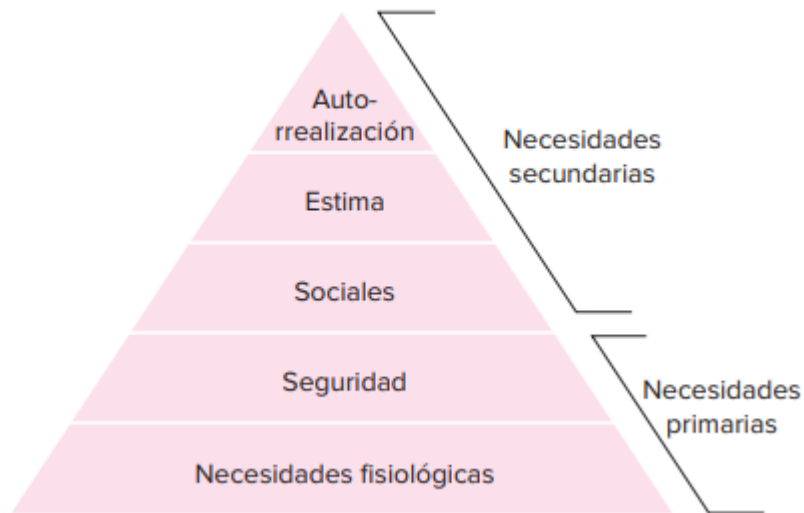 Auto-
rrealización
Necesidades
secundarias
Estima
Sociales
Seguridad
Necesidades
primarias
Necesidades fisiológicas